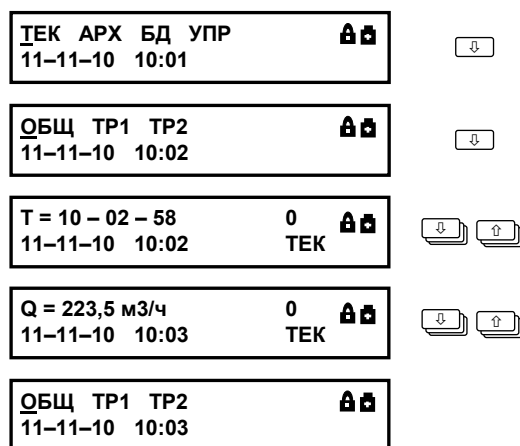 ТЕК АРХ БД УПР
11–11–10 10:01
ОБЩ ТР1 ТР2
11–11–10 10:02
Т = 10 – 02 – 58 0
11–11–10 10:02 ТЕК
Q = 223,5 м3/ч 0
11–11–10 10:03 ТЕК
ОБЩ ТР1 ТР2
11–11–10 10:03